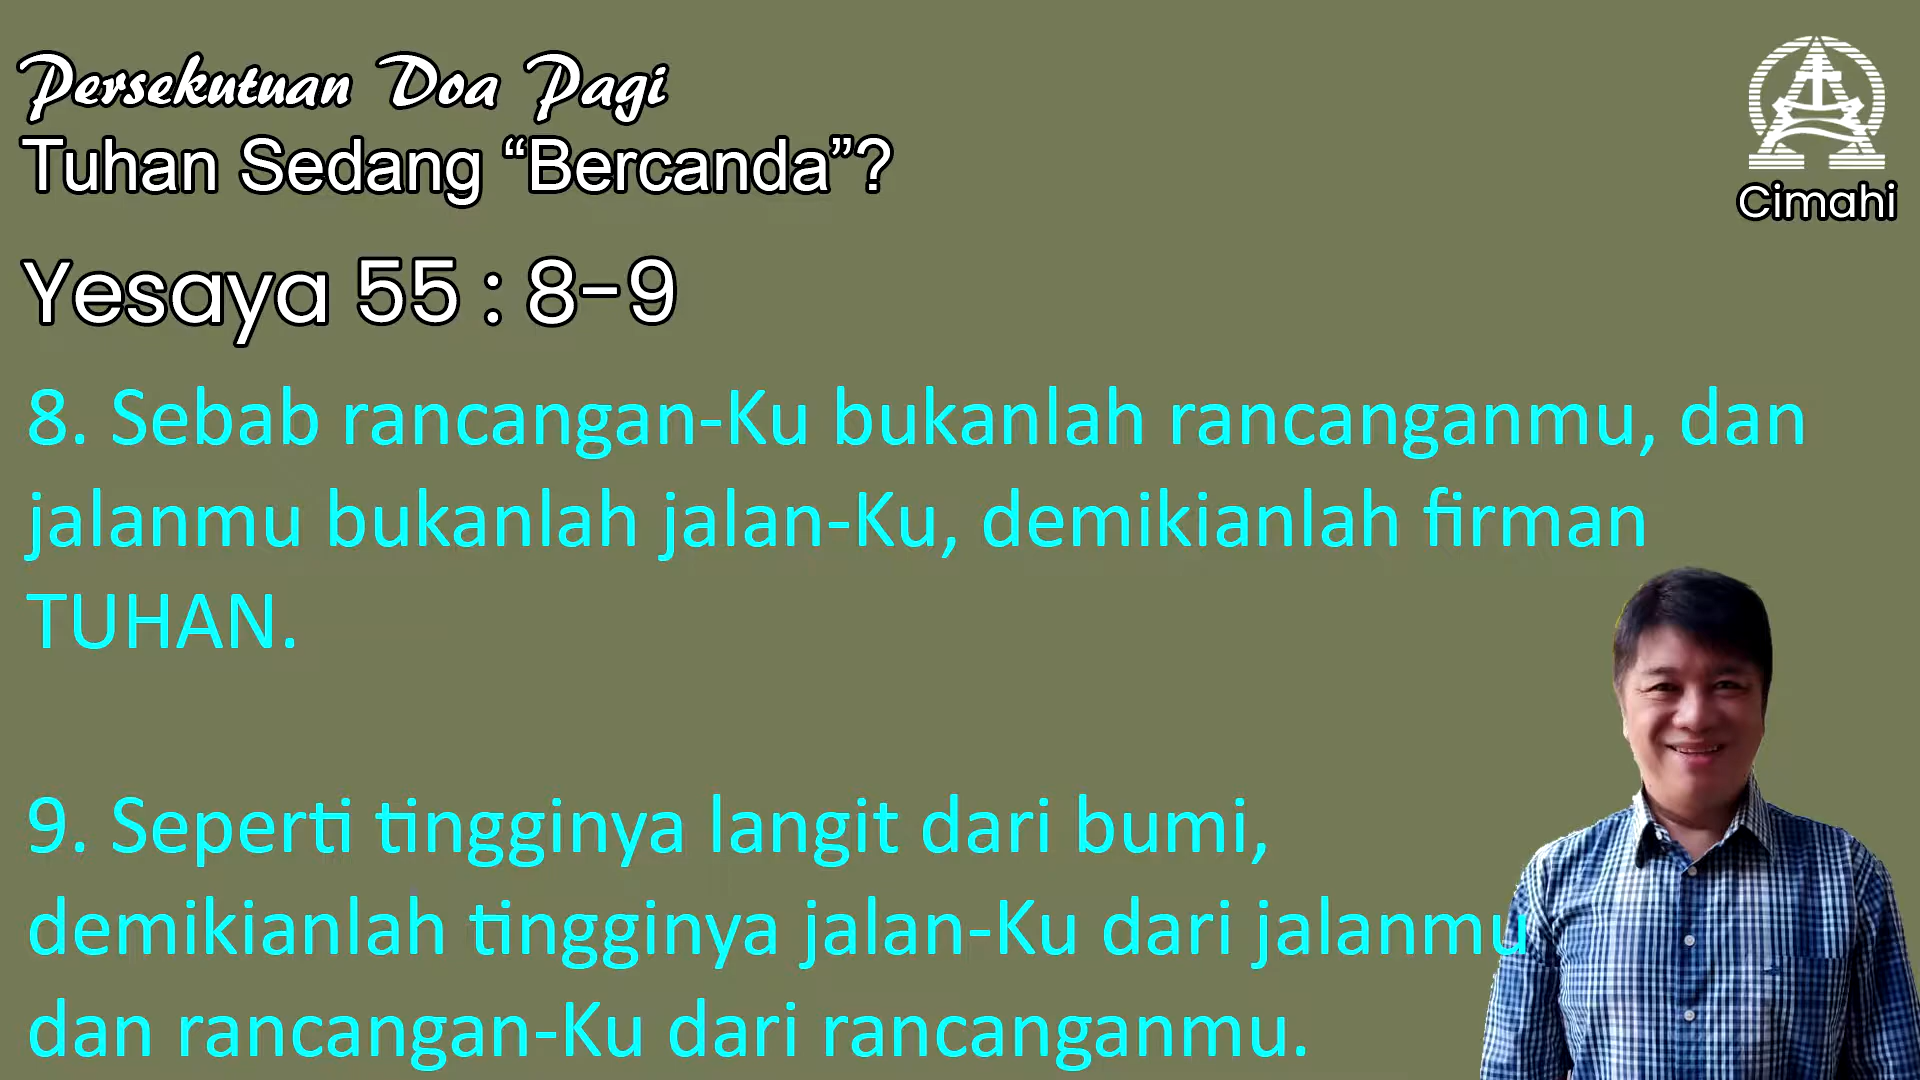 Persekutuan Doa Pagi
Tuhan Sedang “Bercanda”?
Cimahi
Yesaya 55 : 8-9
8. Sebab rancangan-Ku bukanlah rancanganmu, dan
jalanmu bukanlah jalan-Ku, demikianlah firman
TUHAN.
9. Seperti tingginya langit dari bumi,
demikianlah tingginya jalan-Ku dari jalanmu
dan rancangan-Ku dari rancanganmu.